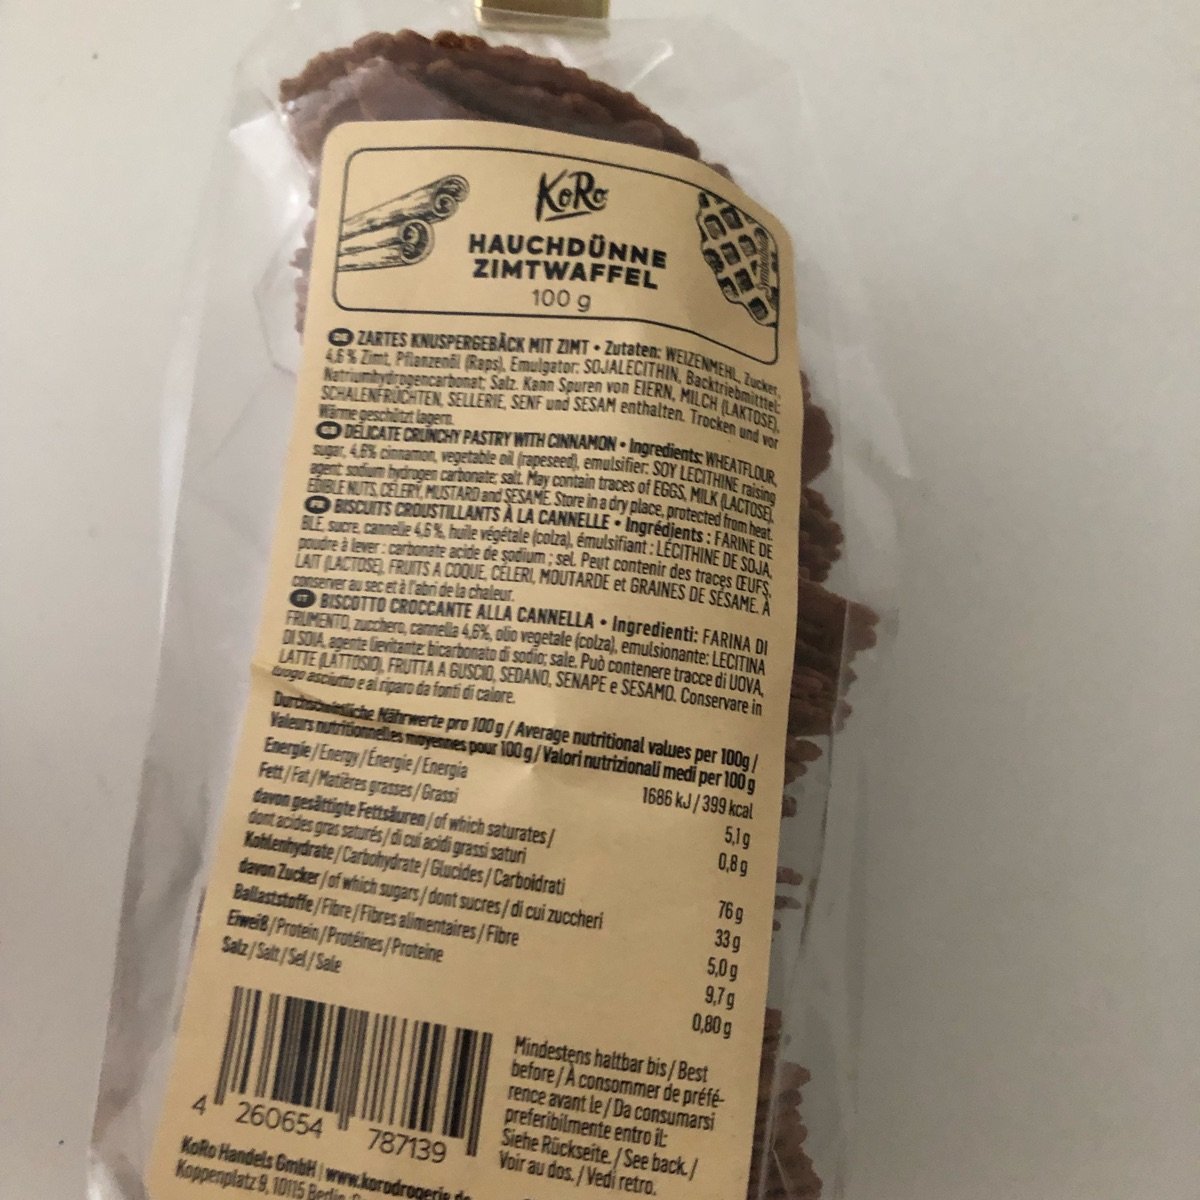 KoRo
HAUCHDÜNNE
ZIMTWAFFEL
100 g
Symbolbild
DE ZARTES KNUSPERGEBÄCK MIT ZIMT • Zutaten: WEIZENMEHL, Zucker,
4,6 % Zimt, Pflanzenöl (Raps), Emulgator: SOJALECITHIN, Backtriebmitttel:
Natriumhydrogencarbonat; Salz. Kann Spuren von EIERN, MILCH (LAKTOSE),
SCHALENFRÜCHTEN, SELLERIE, SENF und SESAM enthalten. Trocken und vor
Wärme geschützt lagern.
DELICATE CRUNCHY PASTRY WITH CINNAMON • Ingredients: WHEATFLOUR,
sugar, 4,6% cinnamon, vegetable oil (rapeseed), emulsifier: SOY LECITHINE raising
agent: sodium hydrogen carbonate; salt. May contain traces of EGGS, MILK (LACTOSE),
EDIBLE NUTS, CELERY, MUSTARD and SESAME. Store in a dry place, protected from heat.
BISCUITS CROUSTILLANTS À LA CANNELLE • Ingrédients : FARINE DE
BLÉ, sucre, cannelle 4,6 %, huile végétale (colza), émulsifiant : LÉCITHINE DE SOJA,
poudre à lever : carbonate acide de sodium ; sel. Peut contenir des traces ŒUFS,
LAIT (LACTOSE), FRUITS A COQUE, CÉLERI, MOUTARDE et GRAINES DE SÉSAME. À
conserver au sec et à l'abri de la chaleur.
IT BISCOTTO CROCCANTE ALLA CANNELLA • Ingredienti: FARINA DI
FRUMENTO, zucchero, cannella 4,6%, olio vegetale (colza), emulsionante: LECITINA
DI SOIA, agente lievitante: bicarbonato di sodio; sale. Può contenere tracce di UOVA,
LATTE (LATTOSIO), FRUTTA A GUSCIO, SEDANO, SENAPE e SESAMO. Conservare in
luogo asciutto e al riparo da fonti di calore.
Durchschnittliche Nährwerte pro 100 g / Average nutritional values per 100g /
Valeurs nutritionnelles moyennes pour 100 g / Valori nutrizionali medi per 100 g
Energie / Energy / Énergie / Energia 1686 kJ / 399 kcal
Fett / Fat / Matières grasses / Grassi 5,1 g
davon gesättigte Fettsäuren / of which saturates /
dont acides gras saturés / di cui acidi grassi saturi 0,8 g
Kohlenhydrate / Carbohydrate / Glucides / Carboidrati 76 g
davon Zucker / of which sugars / dont sucres / di cui zuccheri 33 g
Ballaststoffe / Fibre / Fibres alimentaires / Fibre 5,0 g
Eiweiß / Protein / Protéines / Proteine 9,7 g
Salz / Salt / Sel / Sale 0,80 g
4 260654 787139
Mindestens haltbar bis / Best
before / À consommer de préfé-
rence avant le / Da consumarsi
preferibilmente entro il:
Siehe Rückseite. / See back. /
Voir au dos. / Vedi retro.
KoRo Handels GmbH | www.korodrogerie.de
Koppenplatz 9, 10115 Berlin